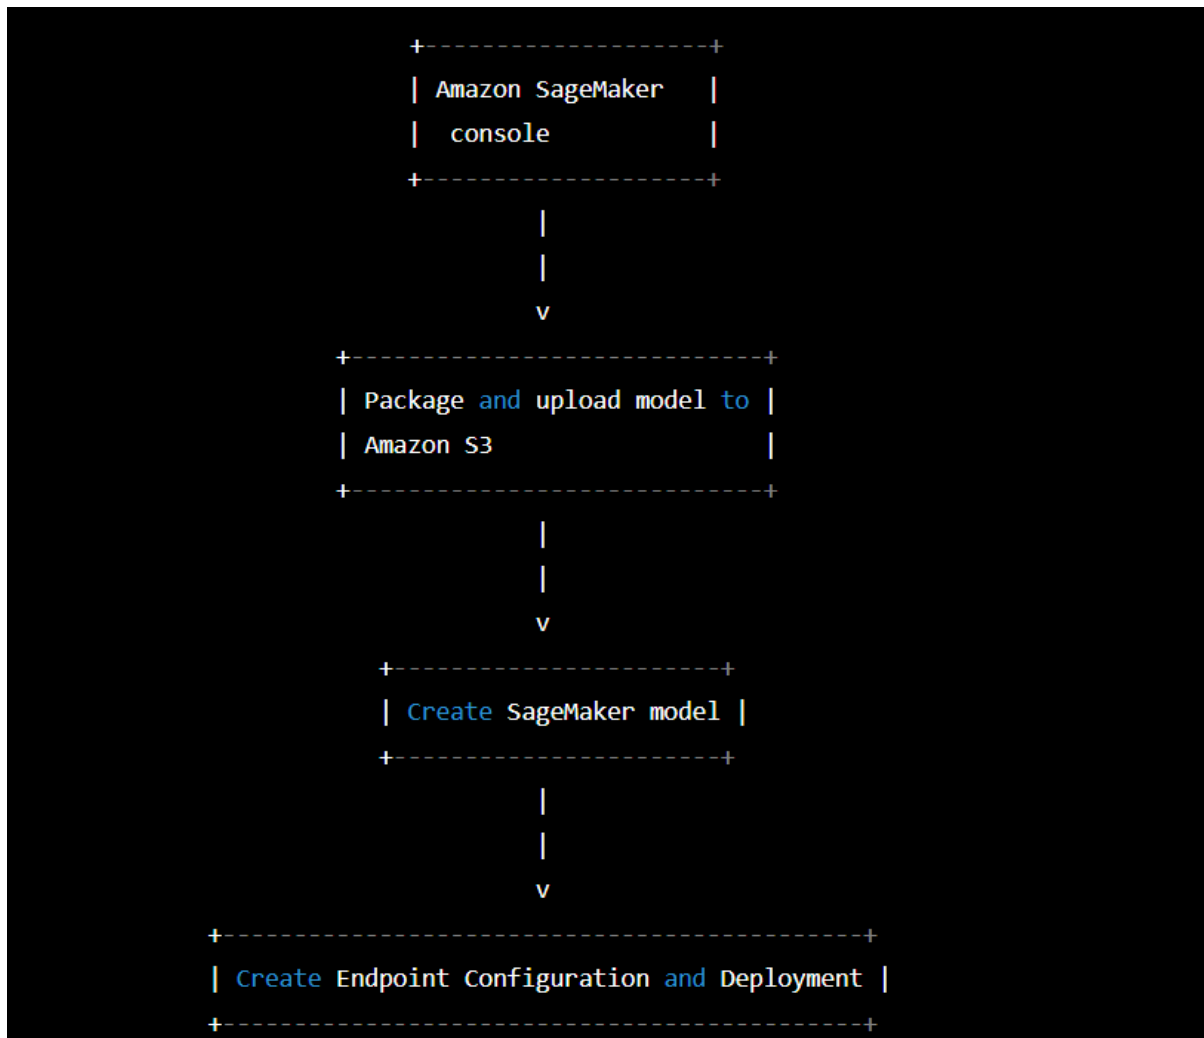 +--------------------+
| Amazon SageMaker   |
|  console           |
+--------------------+
|
|
v
+-----------------------------+
| Package and upload model to |
| Amazon S3                   |
+-----------------------------+
|
|
v
+-----------------------+
| Create SageMaker model |
+-----------------------+
|
|
v
+---------------------------------------------+
| Create Endpoint Configuration and Deployment |
+---------------------------------------------+